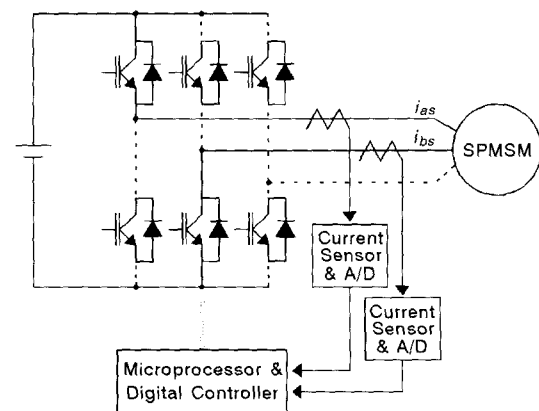 i_as
i_bs
SPMSM
Current
Sensor
& A/D
Current
Sensor
& A/D
Microprocessor &
Digital Controller